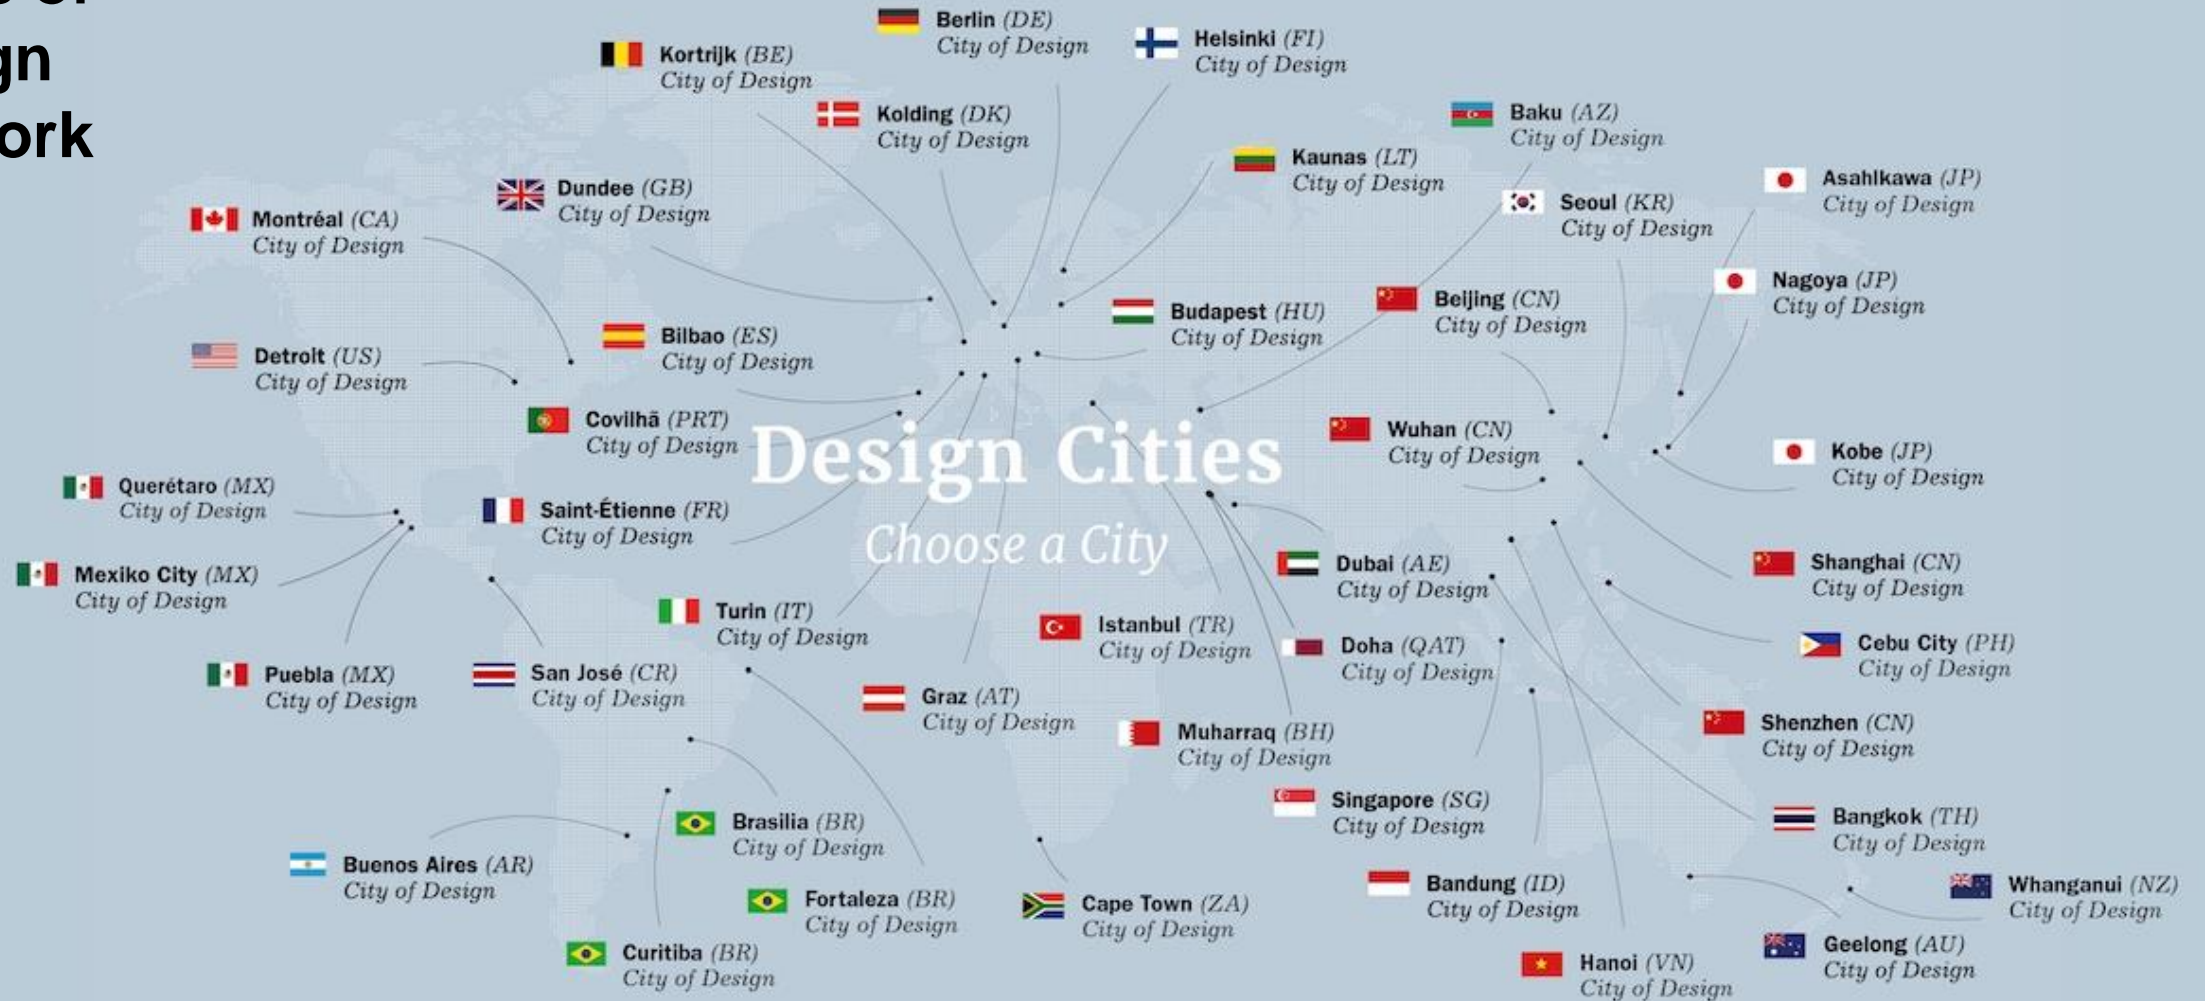 gn
ork
Berlin (DE)
City of Design
Helsinki (FI)
City of Design
Kortrijk (BE)
City of Design
Kolding (DK)
City of Design
Baku (AZ)
City of Design
Kaunas (LT)
City of Design
Dundee (GB)
City of Design
Montréal (CA)
City of Design
Seoul (KR)
City of Design
Asahlkawa (JP)
City of Design
Nagoya (JP)
City of Design
Budapest (HU)
City of Design
Beijing (CN)
City of Design
Bilbao (ES)
City of Design
Detroit (US)
City of Design
Covilhã (PRT)
City of Design
Design Cities
Choose a City
Wuhan (CN)
City of Design
Kobe (JP)
City of Design
Querétaro (MX)
City of Design
Saint-Étienne (FR)
City of Design
Mexiko City (MX)
City of Design
Dubai (AE)
City of Design
Shanghai (CN)
City of Design
Turin (IT)
City of Design
Istanbul (TR)
City of Design
Doha (QAT)
City of Design
Cebu City (PH)
City of Design
Puebla (MX)
City of Design
San José (CR)
City of Design
Graz (AT)
City of Design
Muharraq (BH)
City of Design
Shenzhen (CN)
City of Design
Singapore (SG)
City of Design
Bangkok (TH)
City of Design
Brasilia (BR)
City of Design
Buenos Aires (AR)
City of Design
Fortaleza (BR)
City of Design
Cape Town (ZA)
City of Design
Bandung (ID)
City of Design
Whanganui (NZ)
City of Design
Curitiba (BR)
City of Design
Hanoi (VN)
City of Design
Geelong (AU)
City of Design